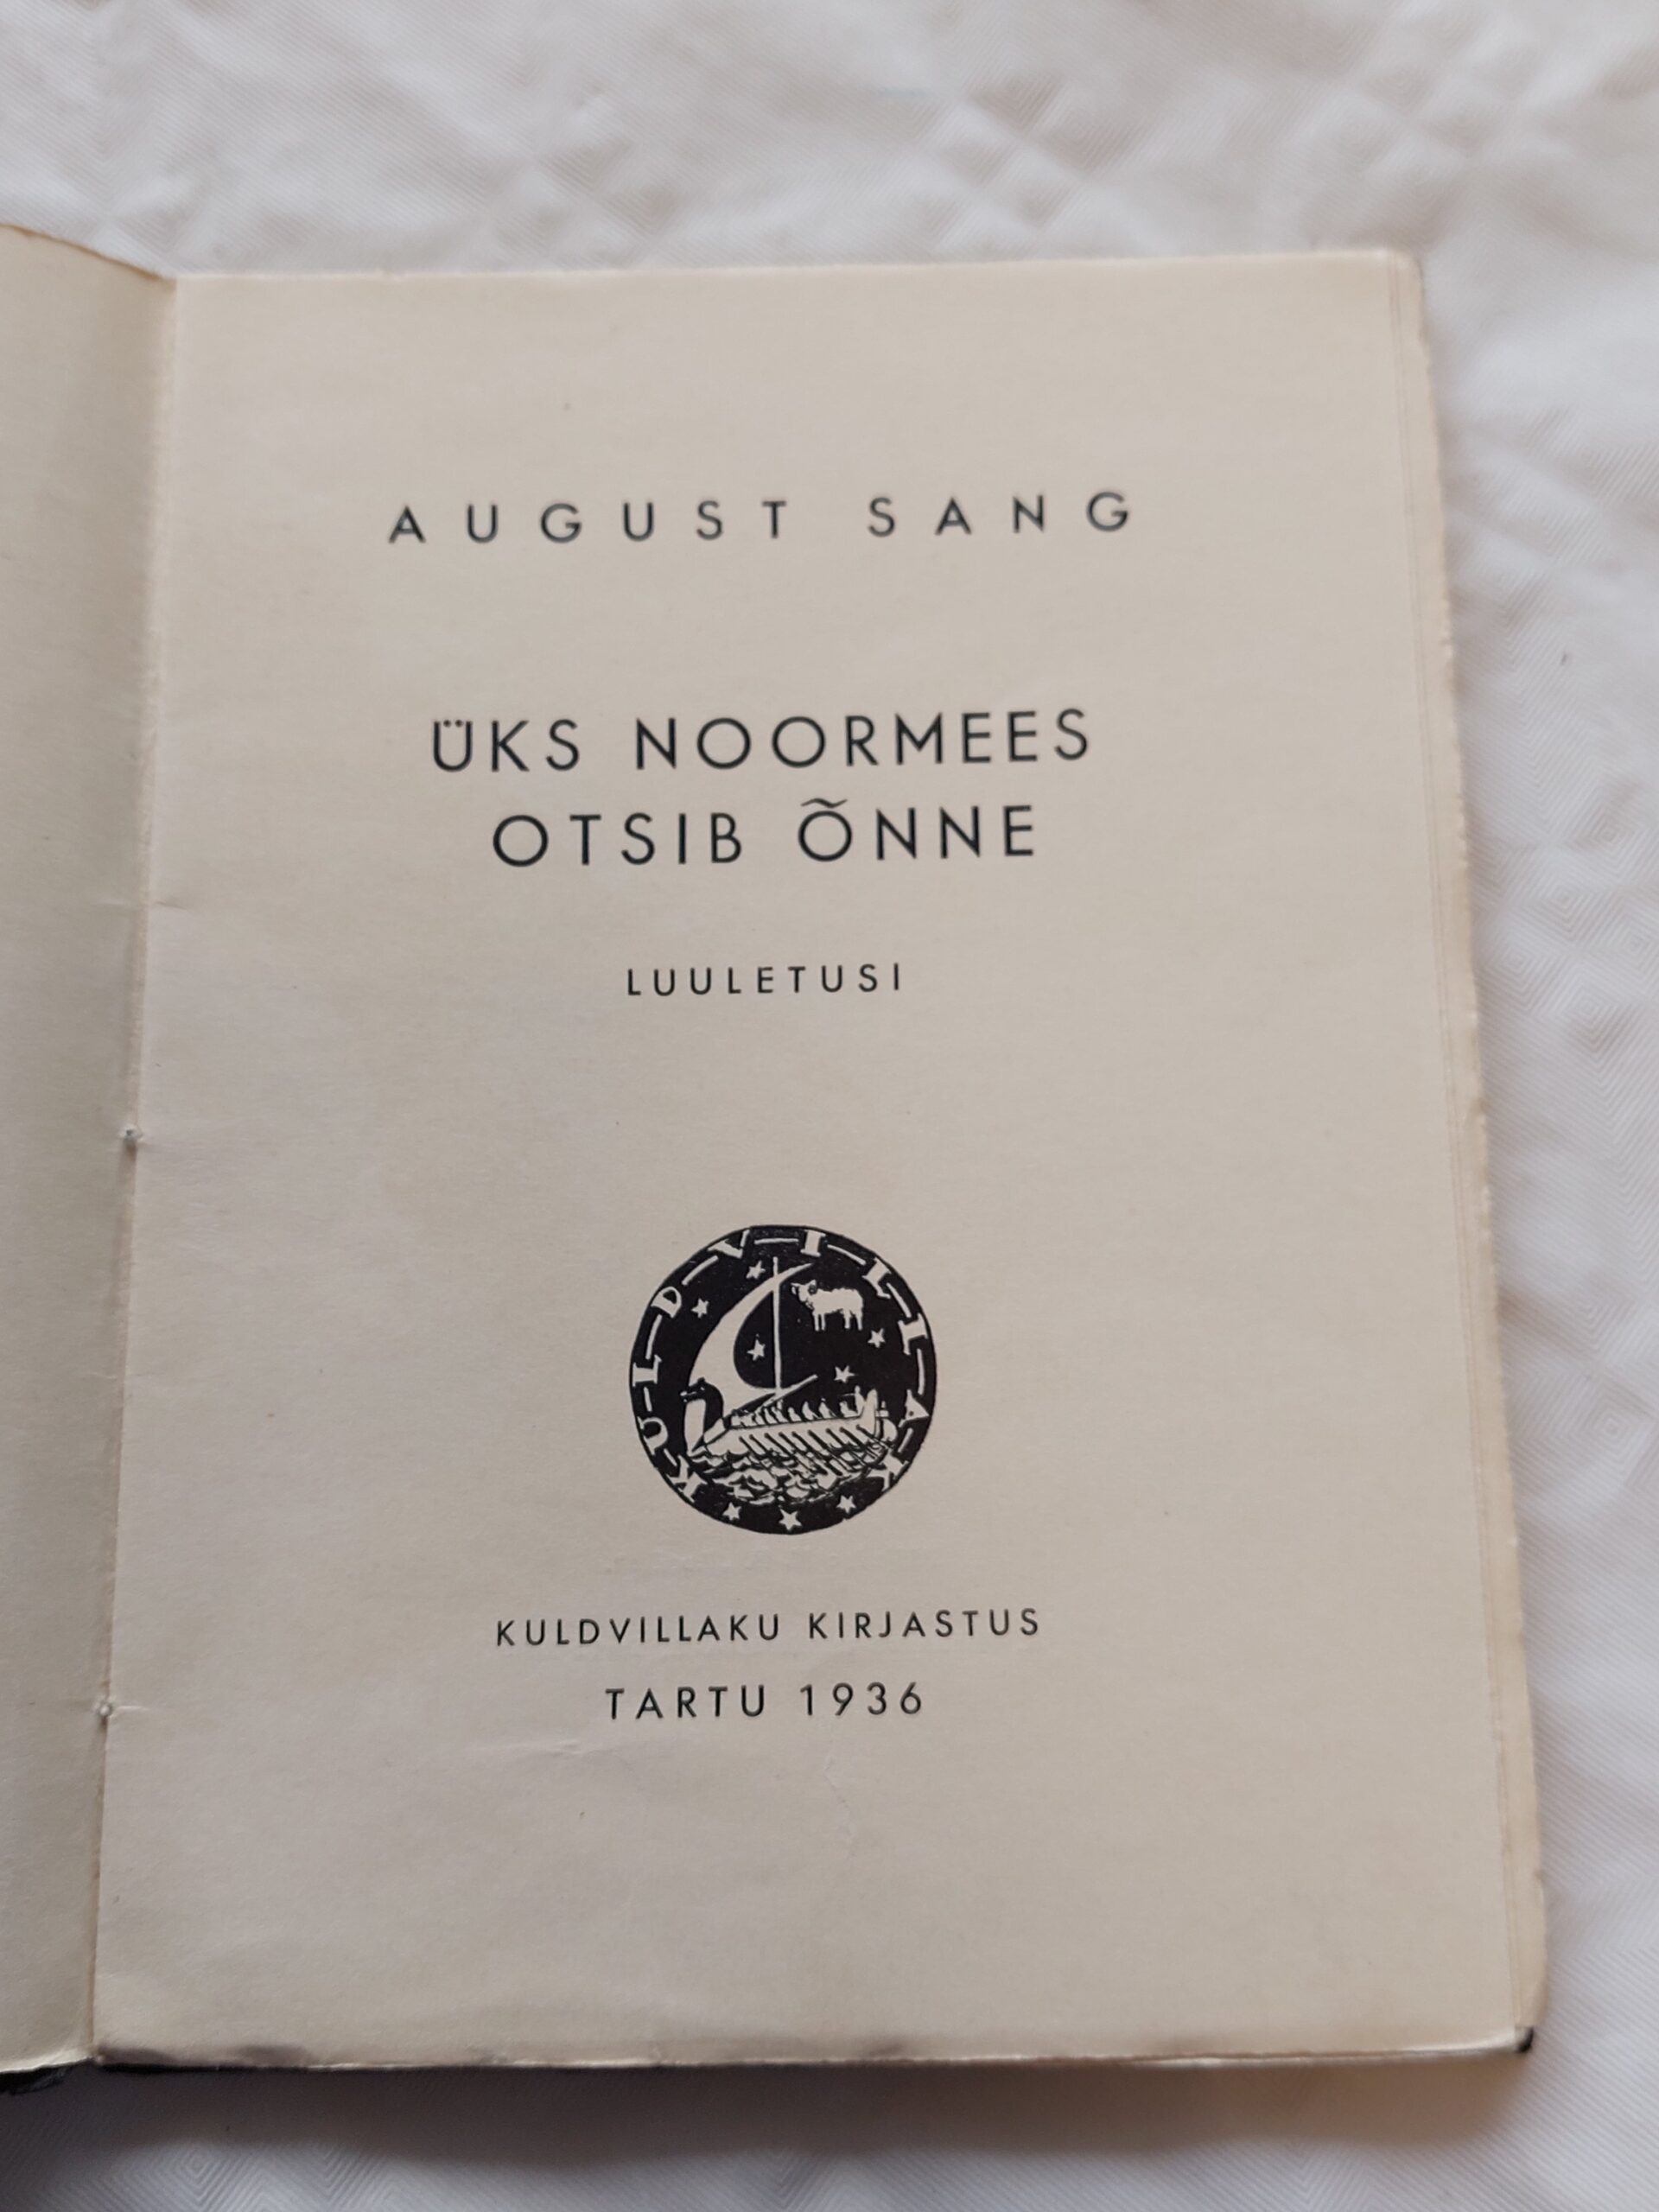 AUGUST SANG
ÜKS NOORMEES
OTSIB ÕNNE
LUULETUSI
KULDVILLAK
KULDVILLAKU KIRJASTUS
TARTU 1936